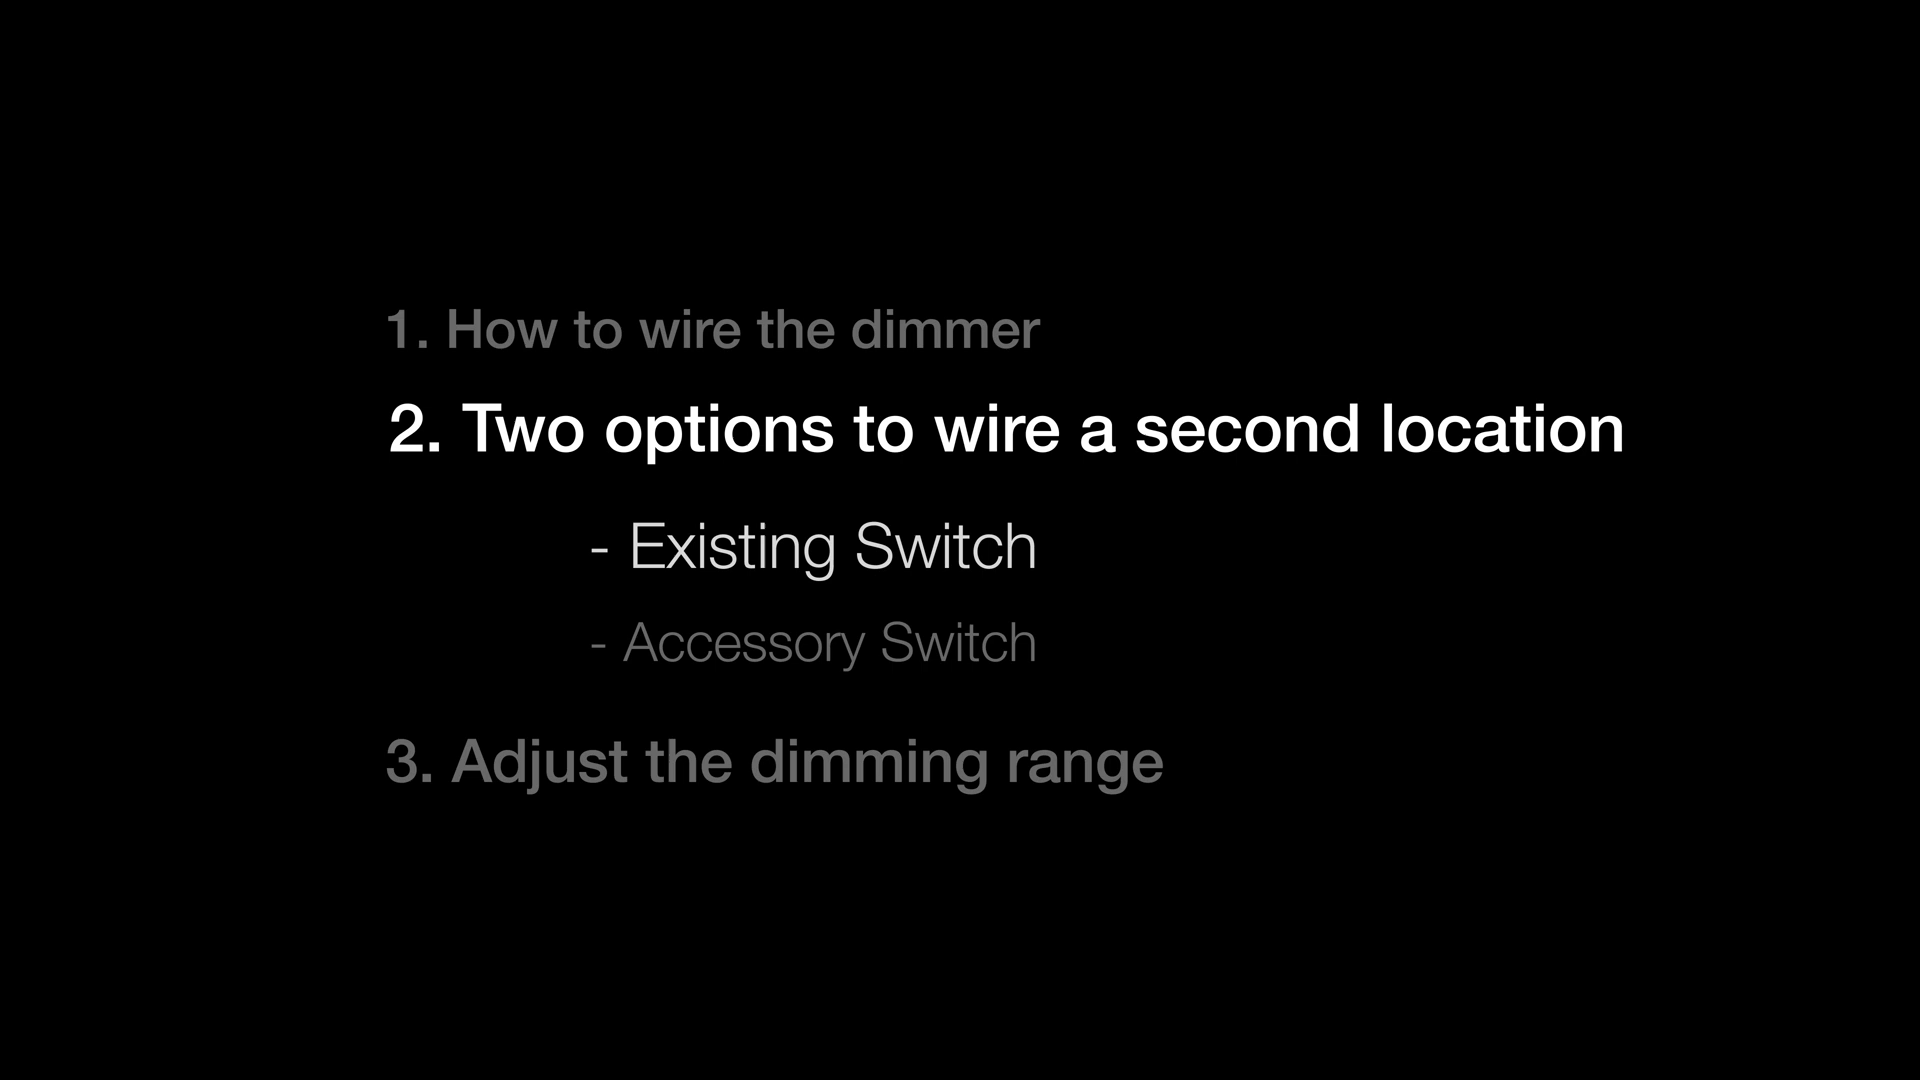 1. How to wire the dimmer
2. Two options to wire a second location
- Existing Switch
- Accessory Switch
3. Adjust the dimming range